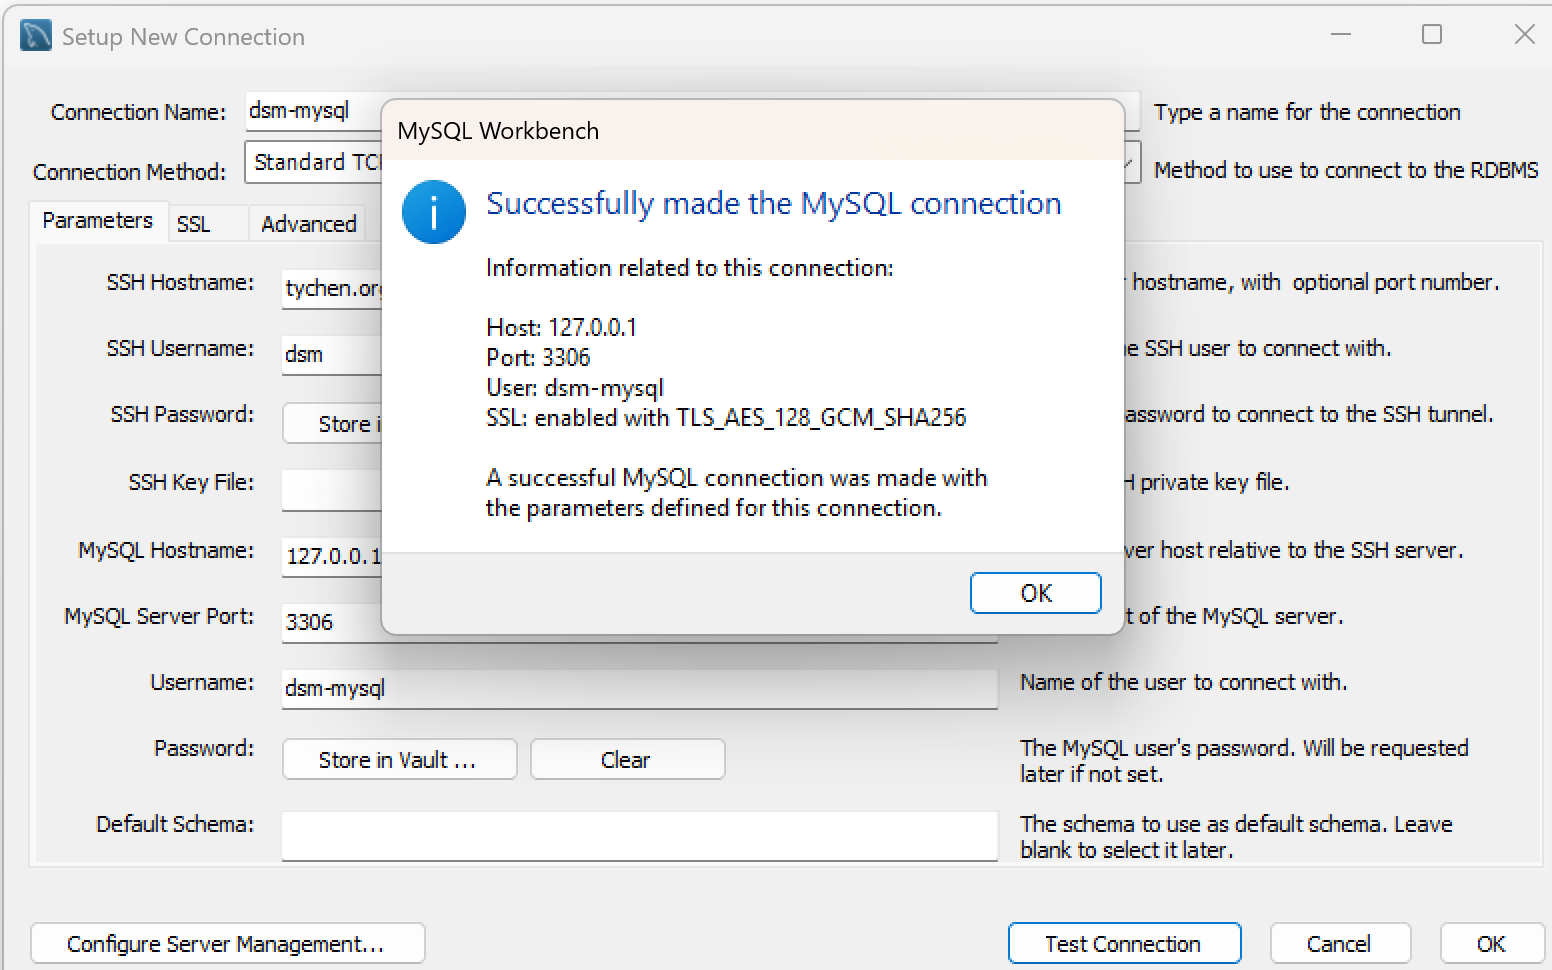 Setup New Connection
Connection Name: dsm-mysql Type a name for the connection
MySQL Workbench
Connection Method: Standard Method to use to connect to the RDBMS
Parameters SSL Advanced
Successfully made the MySQL connection
Information related to this connection:
Host: 127.0.0.1
Port: 3306
User: dsm-mysql
SSL: enabled with TLS_AES_128_GCM_SHA256
A successful MySQL connection was made with
the parameters defined for this connection.
OK
SSH Hostname: hostname, with optional port number.
SSH Username: dsm SSH user to connect with.
SSH Password: Store to connect to the SSH tunnel.
SSH Key File: private key file.
MySQL Hostname: 127.0.0.1 host relative to the SSH server.
MySQL Server Port: 3306 of the MySQL server.
Username: dsm-mysql Name of the user to connect with.
Password: Store in Vault ... Clear The MySQL user's password. Will be requested
later if not set.
Default Schema: The schema to use as default schema. Leave
blank to select it later.
Configure Server Management... Test Connection Cancel OK